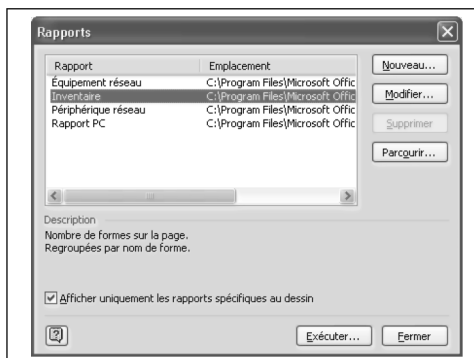 Rapports
Rapport Emplacement
Équipement réseau C:\Program Files\Microsoft Offic
Inventaire C:\Program Files\Microsoft Offic
Périphérique réseau C:\Program Files\Microsoft Offic
Rapport PC C:\Program Files\Microsoft Offic
Nouveau...
Modifier...
Supprimer
Parcourir...
Description
Nombre de formes sur la page.
Regroupées par nom de forme.
Afficher uniquement les rapports spécifiques au dessin
Exécuter... Fermer